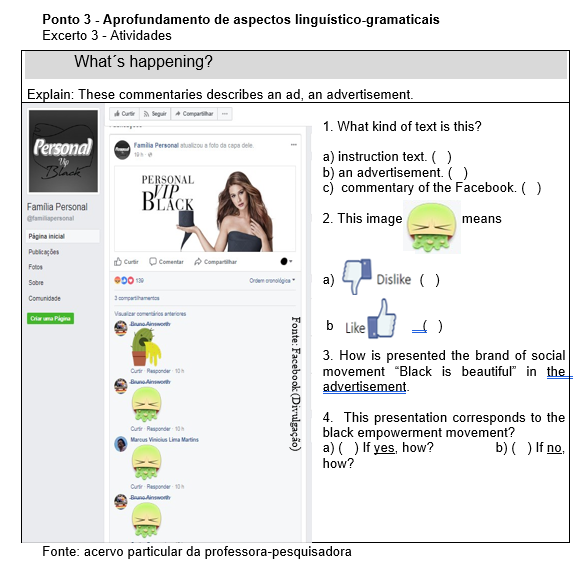 Ponto 3 - Aprofundamento de aspectos linguístico-gramaticais
Excerto 3 - Atividades
What´s happening?
Explain: These commentaries describes an ad, an advertisement.
Personal
Vip
Black
Família Personal
@familiapersonal
Página inicial
Publicações
Fotos
Sobre
Comunidade
Criar uma Página
Curtir Seguir Compartilhar ...
Família Personal atualizou a foto da capa dele.
19 h ·
PERSONAL
VIP
BLACK
Curtir Comentar Compartilhar
139 Ordem cronológica
3 compartilhamentos
Visualizar comentários anteriores
Bruno Ainsworth
Curtir · Responder · 10 h
Bruno Ainsworth
Curtir · Responder · 10 h
Marcus Vinicius Lima Martins
Curtir · Responder · 10 h
Bruno Ainsworth
Fonte: Facebook (Divulgação)
1. What kind of text is this?
a) instruction text. ( )
b) an advertisement. ( )
c) commentary of the Facebook. ( )
2. This image means
a) Dislike ( )
b Like ( )
3. How is presented the brand of social
movement “Black is beautiful” in the
advertisement.
4. This presentation corresponds to the
black empowerment movement?
a) ( ) If yes, how? b) ( ) If no,
how?
Fonte: acervo particular da professora-pesquisadora